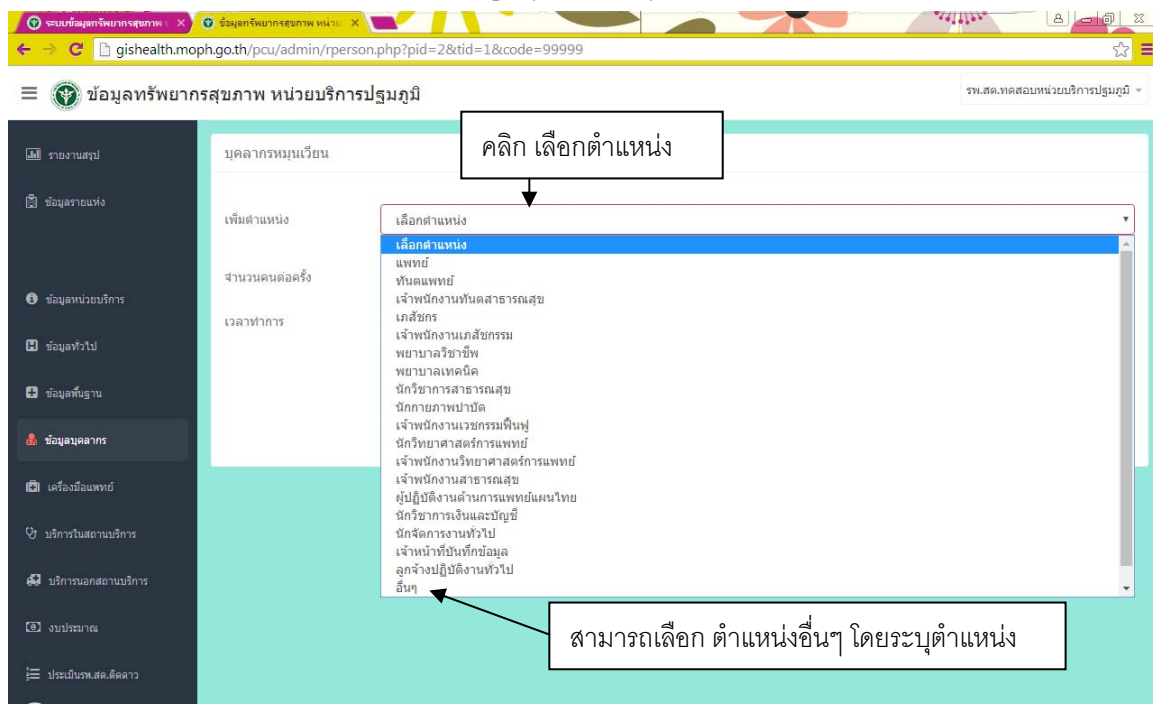 ระบบข้อมูลทรัพยากรสุขภาพ
ข้อมูลทรัพยากรสุขภาพ หน่วย
gishealth.moph.go.th/pcu/admin/rperson.php?pid=2&tid=1&code=99999
ข้อมูลทรัพยากรสุขภาพ หน่วยบริการปฐมภูมิ
รพ.สต.ทดสอบหน่วยบริการปฐมภูมิ
คลิก เลือกตำแหน่ง
รายงานสรุป
บุคลากรหมุนเวียน
ข้อมูลรายแห่ง
เพิ่มตำแหน่ง
เลือกตำแหน่ง
เลือกตำแหน่ง
แพทย์
จำนวนคนต่อครั้ง
ทันตแพทย์
ข้อมูลหน่วยบริการ
เจ้าพนักงานทันตสาธารณสุข
เวลาทำการ
เภสัชกร
เจ้าพนักงานเภสัชกรรม
ข้อมูลทั่วไป
พยาบาลวิชาชีพ
พยาบาลเทคนิค
ข้อมูลพื้นฐาน
นักวิชาการสาธารณสุข
นักกายภาพบำบัด
เจ้าพนักงานเวชกรรมฟื้นฟู
ข้อมูลบุคลากร
นักวิทยาศาสตร์การแพทย์
เจ้าพนักงานวิทยาศาสตร์การแพทย์
เจ้าพนักงานสาธารณสุข
เครื่องมือแพทย์
ผู้ปฏิบัติงานด้านการแพทย์แผนไทย
นักวิชาการเงินและบัญชี
บริการในสถานบริการ
นักจัดการงานทั่วไป
เจ้าหน้าที่บันทึกข้อมูล
ลูกจ้างปฏิบัติงานทั่วไป
บริการนอกสถานบริการ
อื่นๆ
งบประมาณ
สามารถเลือก ตำแหน่งอื่นๆ โดยระบุตำแหน่ง
ประเมินรพ.สต.ติดดาว